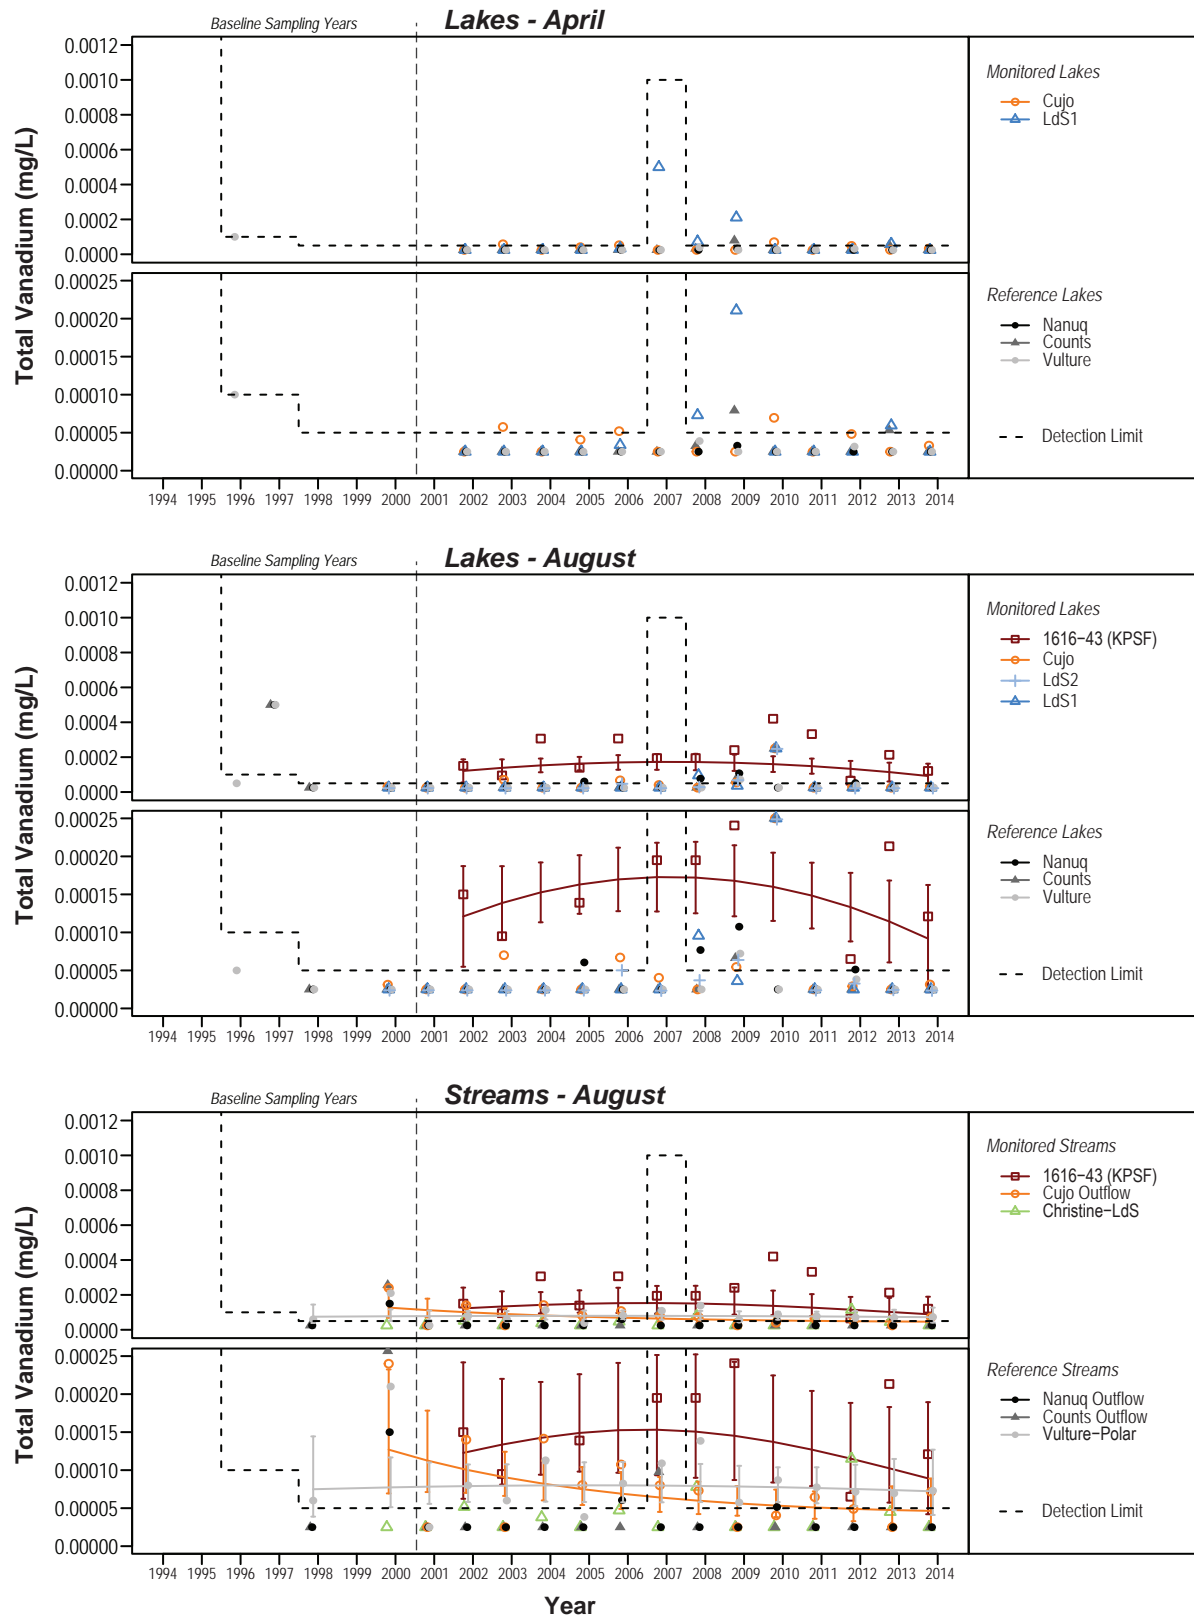 Baseline Sampling Years
Lakes - April
Total Vanadium (mg/L)
0.0012
0.0010
0.0008
0.0006
0.0004
0.0002
0.0000
0.00025
0.00020
0.00015
0.00010
0.00005
0.00000
1994 1995 1996 1997 1998 1999 2000 2001 2002 2003 2004 2005 2006 2007 2008 2009 2010 2011 2012 2013 2014
Monitored Lakes
Cujo
LdS1
Reference Lakes
Nanuq
Counts
Vulture
Detection Limit
Baseline Sampling Years
Lakes - August
Total Vanadium (mg/L)
0.0012
0.0010
0.0008
0.0006
0.0004
0.0002
0.0000
0.00025
0.00020
0.00015
0.00010
0.00005
0.00000
1994 1995 1996 1997 1998 1999 2000 2001 2002 2003 2004 2005 2006 2007 2008 2009 2010 2011 2012 2013 2014
Monitored Lakes
1616−43 (KPSF)
Cujo
LdS2
LdS1
Reference Lakes
Nanuq
Counts
Vulture
Detection Limit
Baseline Sampling Years
Streams - August
Total Vanadium (mg/L)
0.0012
0.0010
0.0008
0.0006
0.0004
0.0002
0.0000
0.00025
0.00020
0.00015
0.00010
0.00005
0.00000
1994 1995 1996 1997 1998 1999 2000 2001 2002 2003 2004 2005 2006 2007 2008 2009 2010 2011 2012 2013 2014
Year
Monitored Streams
1616−43 (KPSF)
Cujo Outflow
Christine−LdS
Reference Streams
Nanuq Outflow
Counts Outflow
Vulture−Polar
Detection Limit